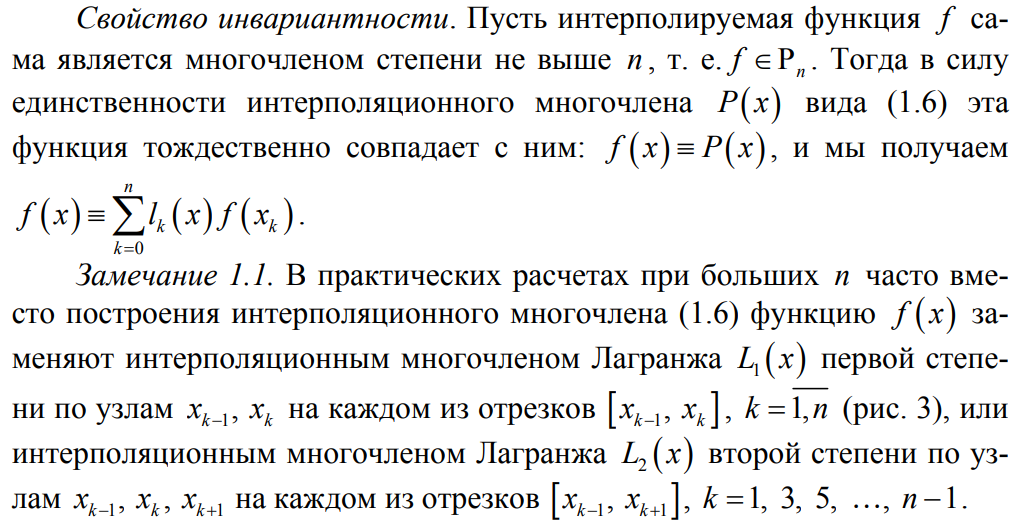 Свойство инвариантности. Пусть интерполируемая функция f са-
ма является многочленом степени не выше n, т. е. f ∈ Pₙ. Тогда в силу
единственности интерполяционного многочлена P(x) вида (1.6) эта
функция тождественно совпадает с ним: f(x) ≡ P(x), и мы получаем
f(x) ≡ ∑_{k=0}^{n} l_k(x) f(x_k).
Замечание 1.1. В практических расчетах при больших n часто вме-
сто построения интерполяционного многочлена (1.6) функцию f(x) за-
меняют интерполяционным многочленом Лагранжа L₁(x) первой степе-
ни по узлам x_{k−1}, x_k на каждом из отрезков [x_{k−1}, x_k], k = \overline{1,n} (рис. 3), или
интерполяционным многочленом Лагранжа L₂(x) второй степени по уз-
лам x_{k−1}, x_k, x_{k+1} на каждом из отрезков [x_{k−1}, x_{k+1}], k = 1, 3, 5, …, n − 1.